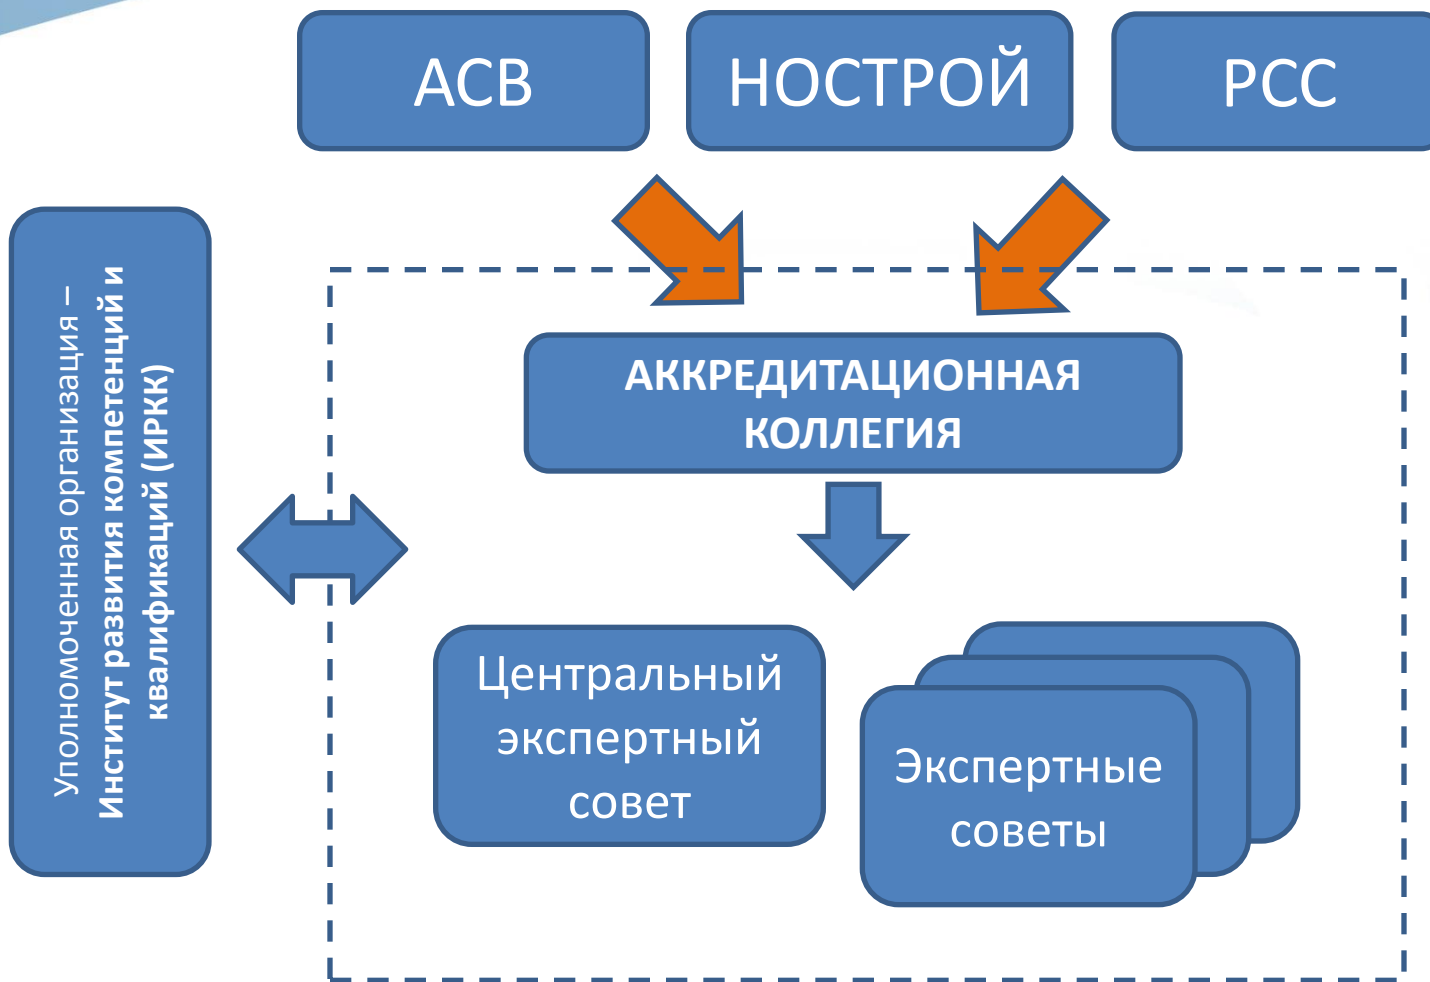 АСВ
НОСТРОЙ
РСС
Уполномоченная организация –
Институт развития компетенций и
квалификаций (ИРКК)
АККРЕДИТАЦИОННАЯ
КОЛЛЕГИЯ
Центральный
экспертный
совет
Экспертные
советы